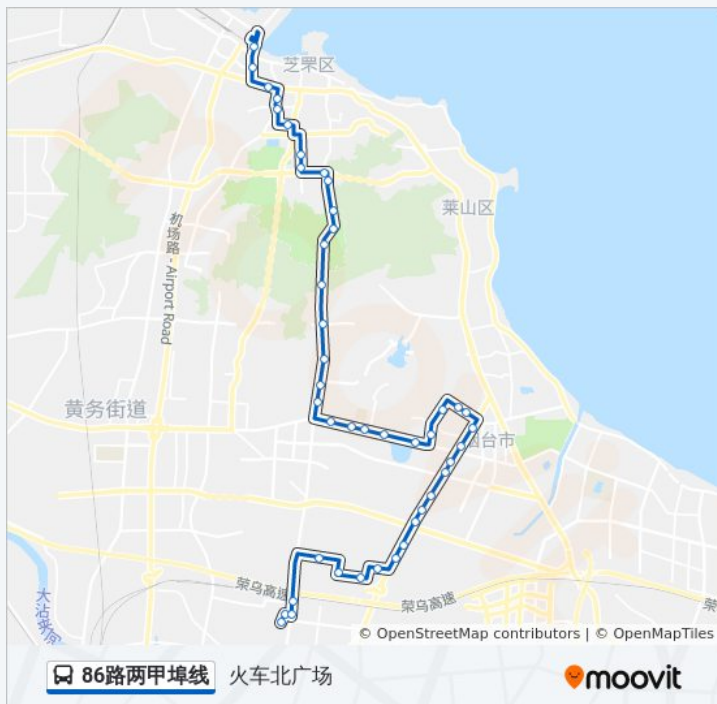 芝罘区
莱山区
机场路 - Airport Road
黄务街道
烟台市
荣乌高速
荣乌高速
大沽夹河
© OpenStreetMap contributors | © OpenMapTiles
86路两甲埠线
火车北广场
moovit